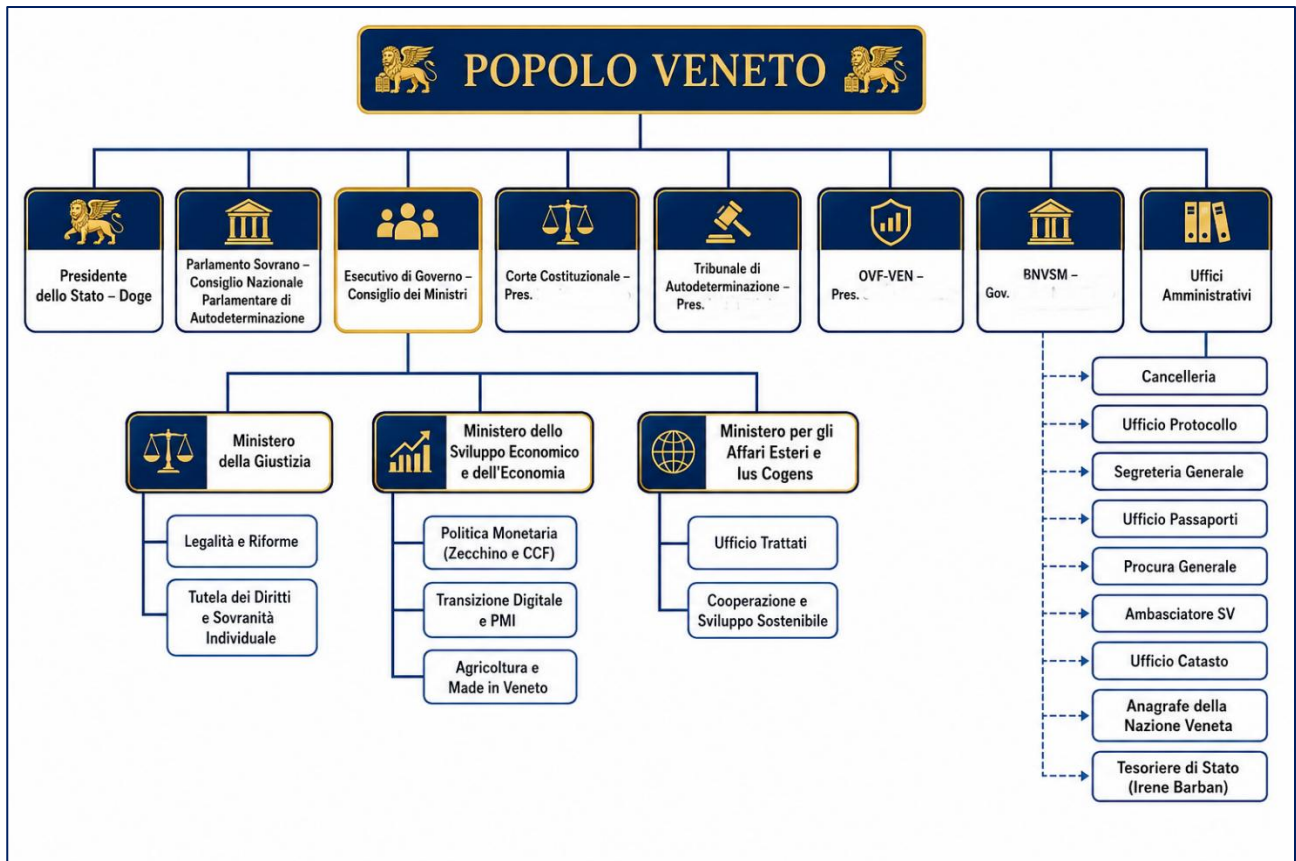 POPOLO VENETO
Presidente
dello Stato – Doge
Parlamento Sovrano –
Consiglio Nazionale
Parlamentare di
Autodeterminazione
Esecutivo di Governo –
Consiglio dei Ministri
Corte Costituzionale –
Pres.
Tribunale di
Autodeterminazione –
Pres.
OVF-VEN –
Pres.
BNVSM –
Gov.
Uffici
Amministrativi
Ministero
della Giustizia
Legalità e Riforme
Tutela dei Diritti
e Sovranità
Individuale
Ministero dello
Sviluppo Economico
e dell'Economia
Politica Monetaria
(Zecchino e CCF)
Transizione Digitale
e PMI
Agricoltura e
Made in Veneto
Ministero per gli
Affari Esteri e
Ius Cogens
Ufficio Trattati
Cooperazione e
Sviluppo Sostenibile
Cancelleria
Ufficio Protocollo
Segreteria Generale
Ufficio Passaporti
Procura Generale
Ambasciatore SV
Ufficio Catasto
Anagrafe della
Nazione Veneta
Tesoriere di Stato
(Irene Barban)